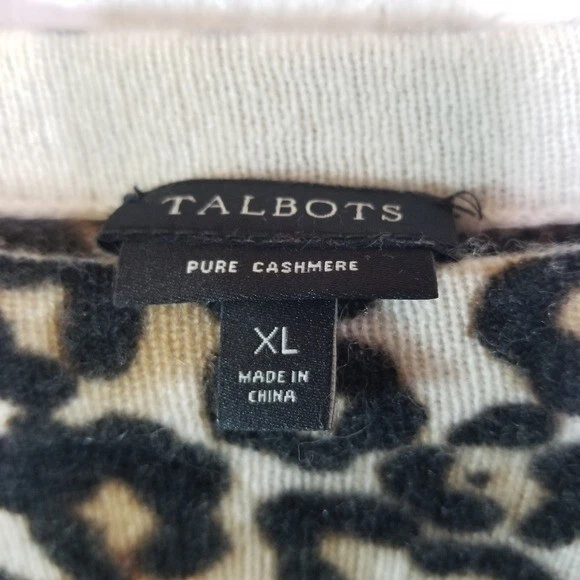 TALBOTS
PURE CASHMERE
XL
MADE IN
CHINA